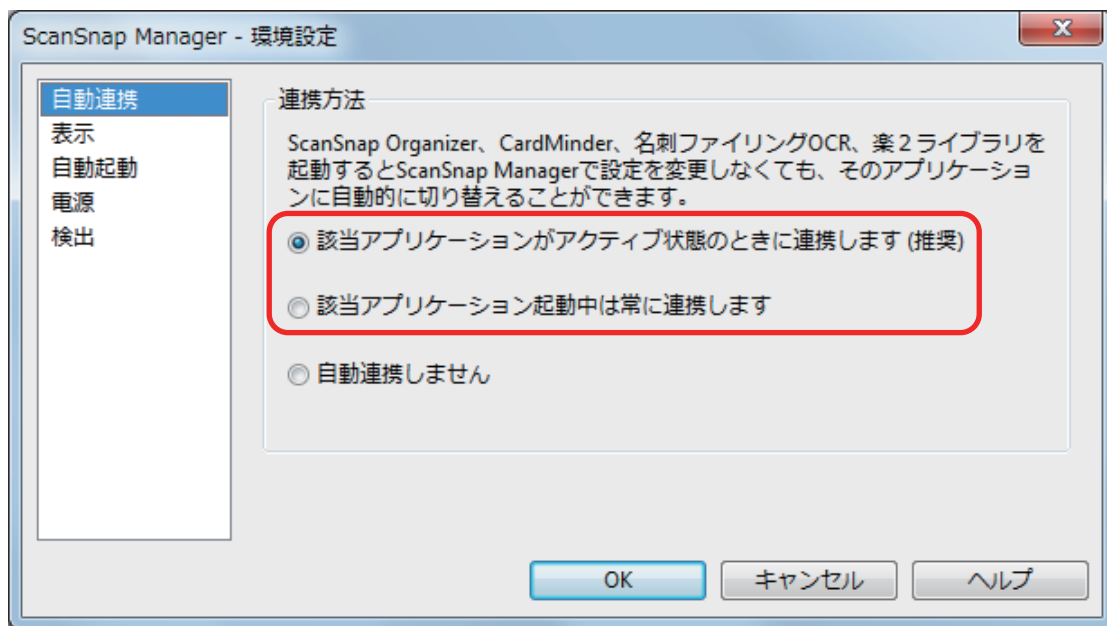 ScanSnap Manager - 環境設定
自動連携
表示
自動起動
電源
検出
連携方法
ScanSnap Organizer、CardMinder、名刺ファイリングOCR、楽２ライブラリを
起動するとScanSnap Managerで設定を変更しなくても、そのアプリケーショ
ンに自動的に切り替えることができます。
該当アプリケーションがアクティブ状態のときに連携します (推奨)
該当アプリケーション起動中は常に連携します
自動連携しません
OK
キャンセル
ヘルプ